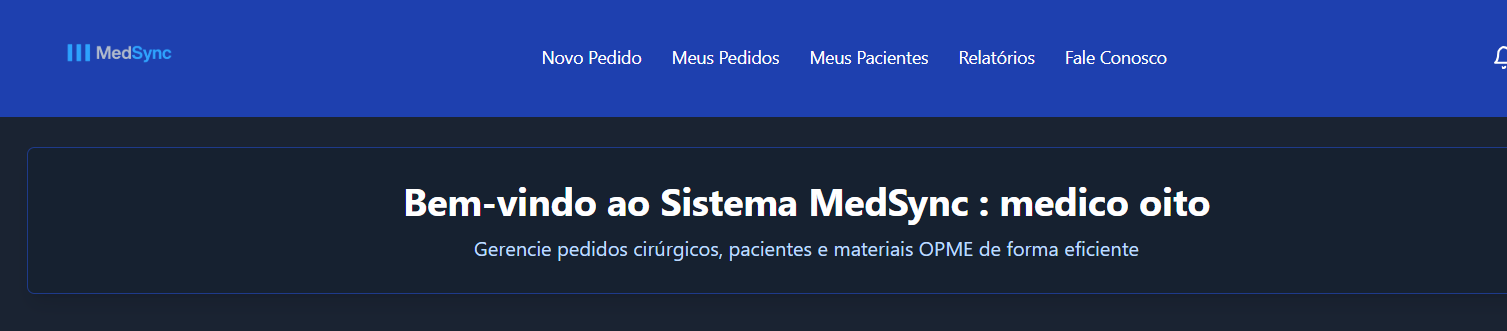 MedSync
Novo Pedido Meus Pedidos Meus Pacientes Relatórios Fale Conosco
Bem-vindo ao Sistema MedSync : medico oito
Gerencie pedidos cirúrgicos, pacientes e materiais OPME de forma eficiente